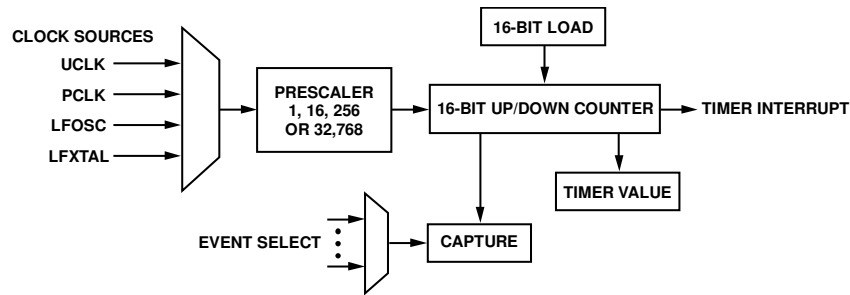 CLOCK SOURCES
UCLK
PCLK
LFOSC
LFXTAL
PRESCALER
1, 16, 256
OR 32,768
16-BIT LOAD
16-BIT UP/DOWN COUNTER
TIMER INTERRUPT
TIMER VALUE
EVENT SELECT
CAPTURE